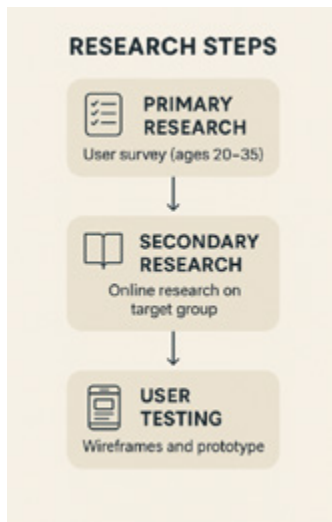 RESEARCH STEPS
PRIMARY
RESEARCH
User survey (ages 20–35)
SECONDARY
RESEARCH
Online research on
target group
USER
TESTING
Wireframes and prototype